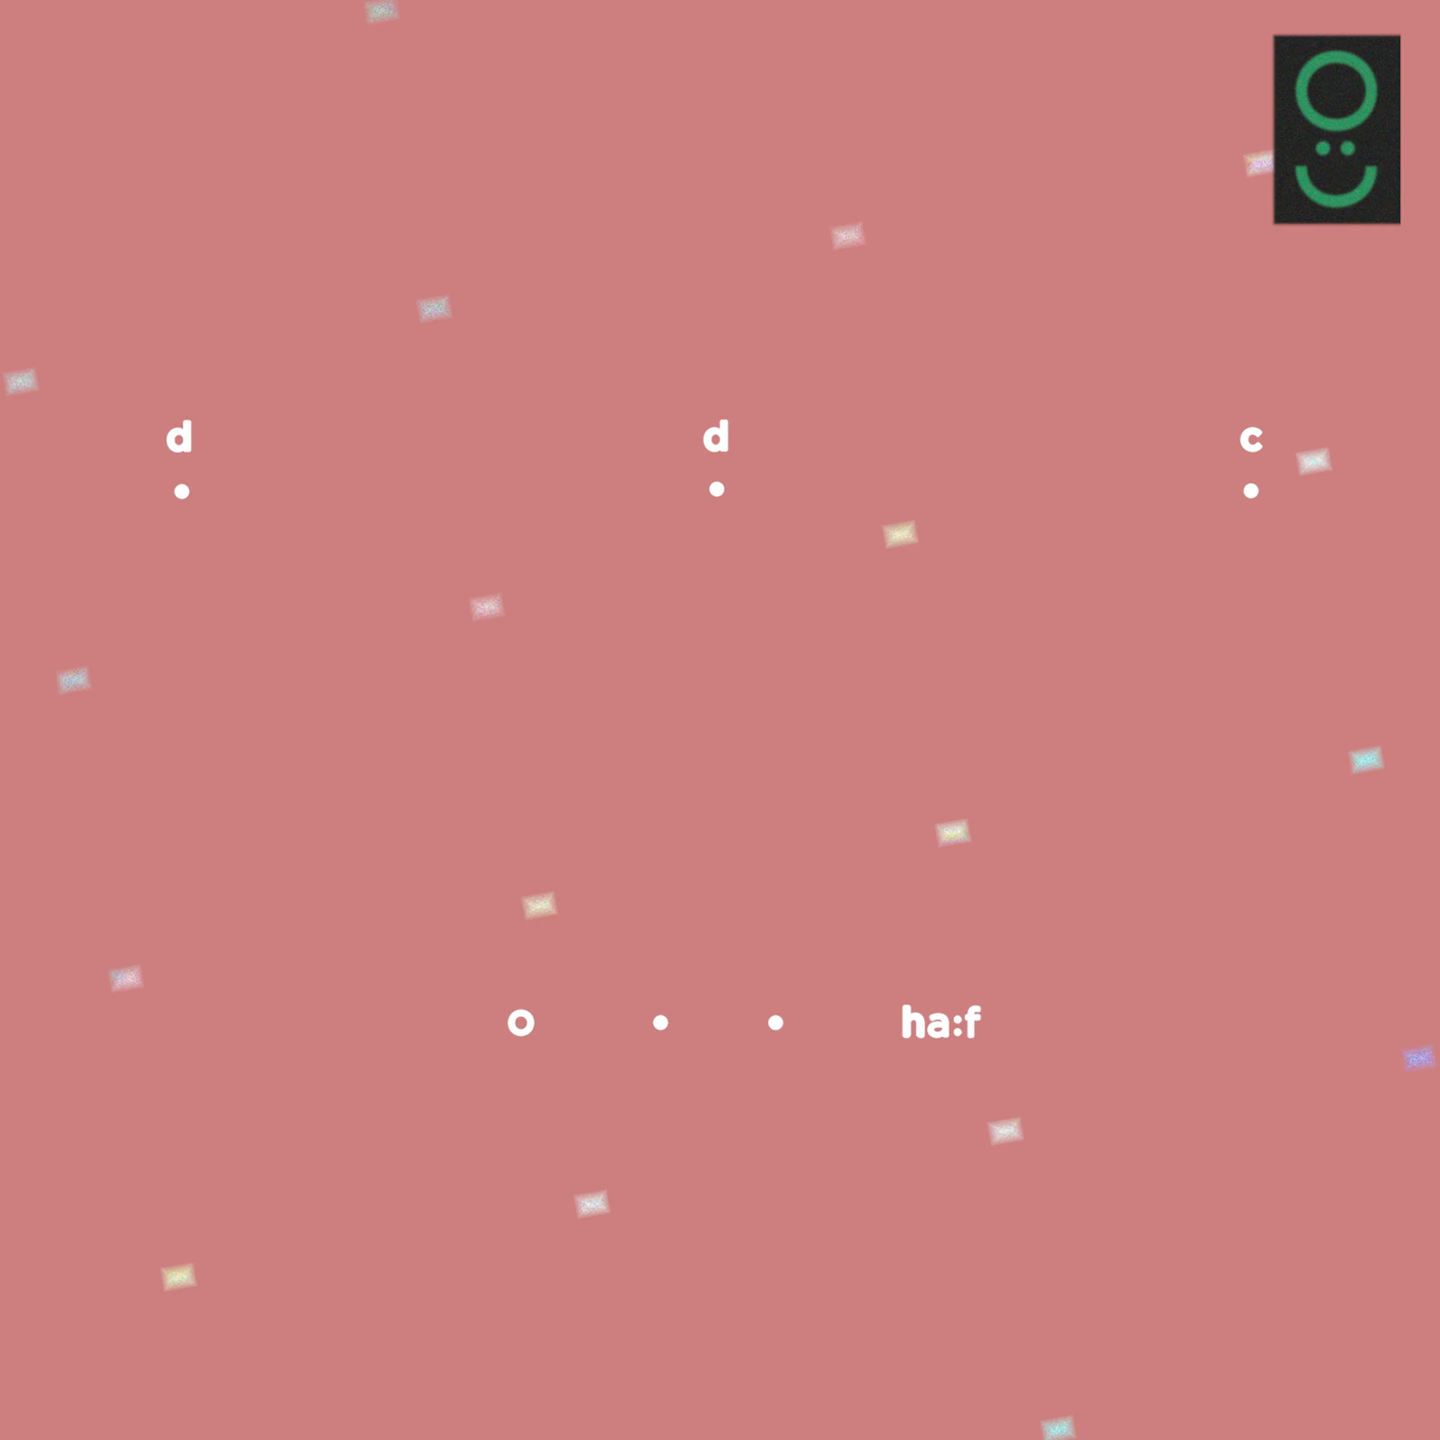 d d c
• • •
o • • ha:f